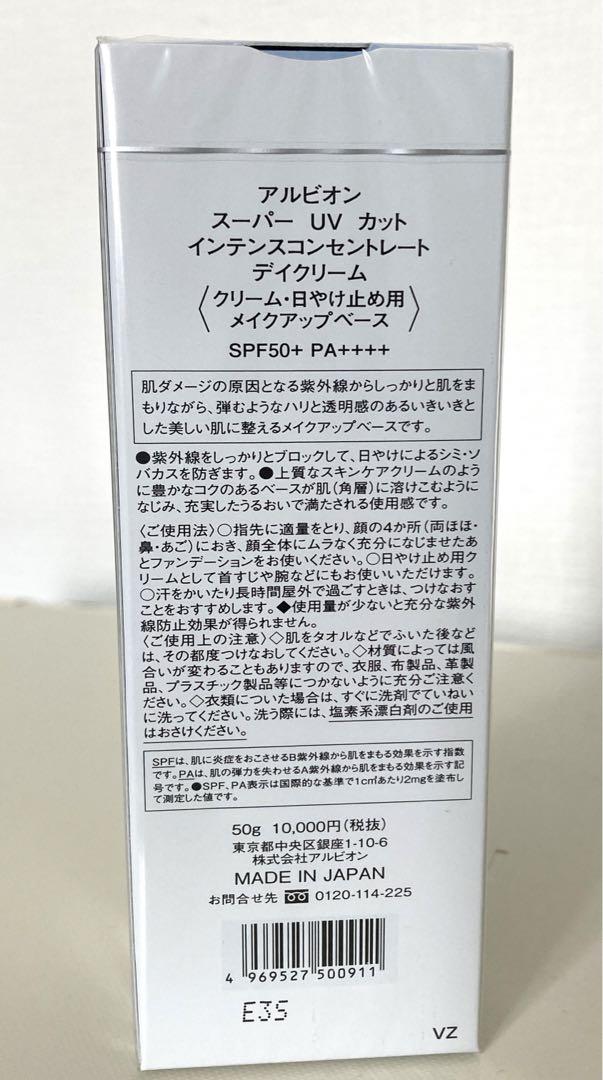 アルビオン
スーパー UV カット
インテンスコンセントレート
デイクリーム
〈クリーム・日やけ止め用
メイクアップベース〉
SPF50+ PA++++
肌ダメージの原因となる紫外線からしっかりと肌をま
もりながら、弾むようなハリと透明感のあるいきいきと
した美しい肌に整えるメイクアップベースです。
●紫外線をしっかりとブロックして、日やけによるシミ・ソ
バカスを防ぎます。●上質なスキンケアクリームのよう
に豊かなコクのあるベースが肌(角層)に溶けこむように
なじみ、充実したうるおいで満たされる使用感です。
〈ご使用法〉○指先に適量をとり、顔の4か所(両ほほ・
鼻・あご)におき、顔全体にムラなく充分になじませたあ
とファンデーションをお使いください。○日やけ止め用ク
リームとして首すじや腕などにもお使いいただけます。
○汗をかいたり長時間屋外で過ごすときは、つけなおす
ことをおすすめします。◆使用量が少ないと充分な紫外
線防止効果が得られません。
〈ご使用上の注意〉◇肌をタオルなどでふいた後など
は、その都度つけなおしてください。◇材質によっては風
合いが変わることもありますので、衣服、布製品、革製
品、プラスチック製品等につかないように充分ご注意くだ
さい。◇衣類についた場合は、すぐに洗剤でていねい
に洗ってください。洗う際には、塩素系漂白剤のご使用
はおさけください。
SPFは、肌に炎症をおこさせるB紫外線から肌をまもる効果を示す指数
です。PAは、肌の弾力を失わせるA紫外線から肌をまもる効果を示す記
号です。●SPF、PA表示は国際的な基準で1c㎡あたり2mgを塗布し
て測定した値です。
50g 10,000円(税抜)
東京都中央区銀座1-10-6
株式会社アルビオン
MADE IN JAPAN
お問合せ先 0120-114-225
4 969527 500911
E35
VZ